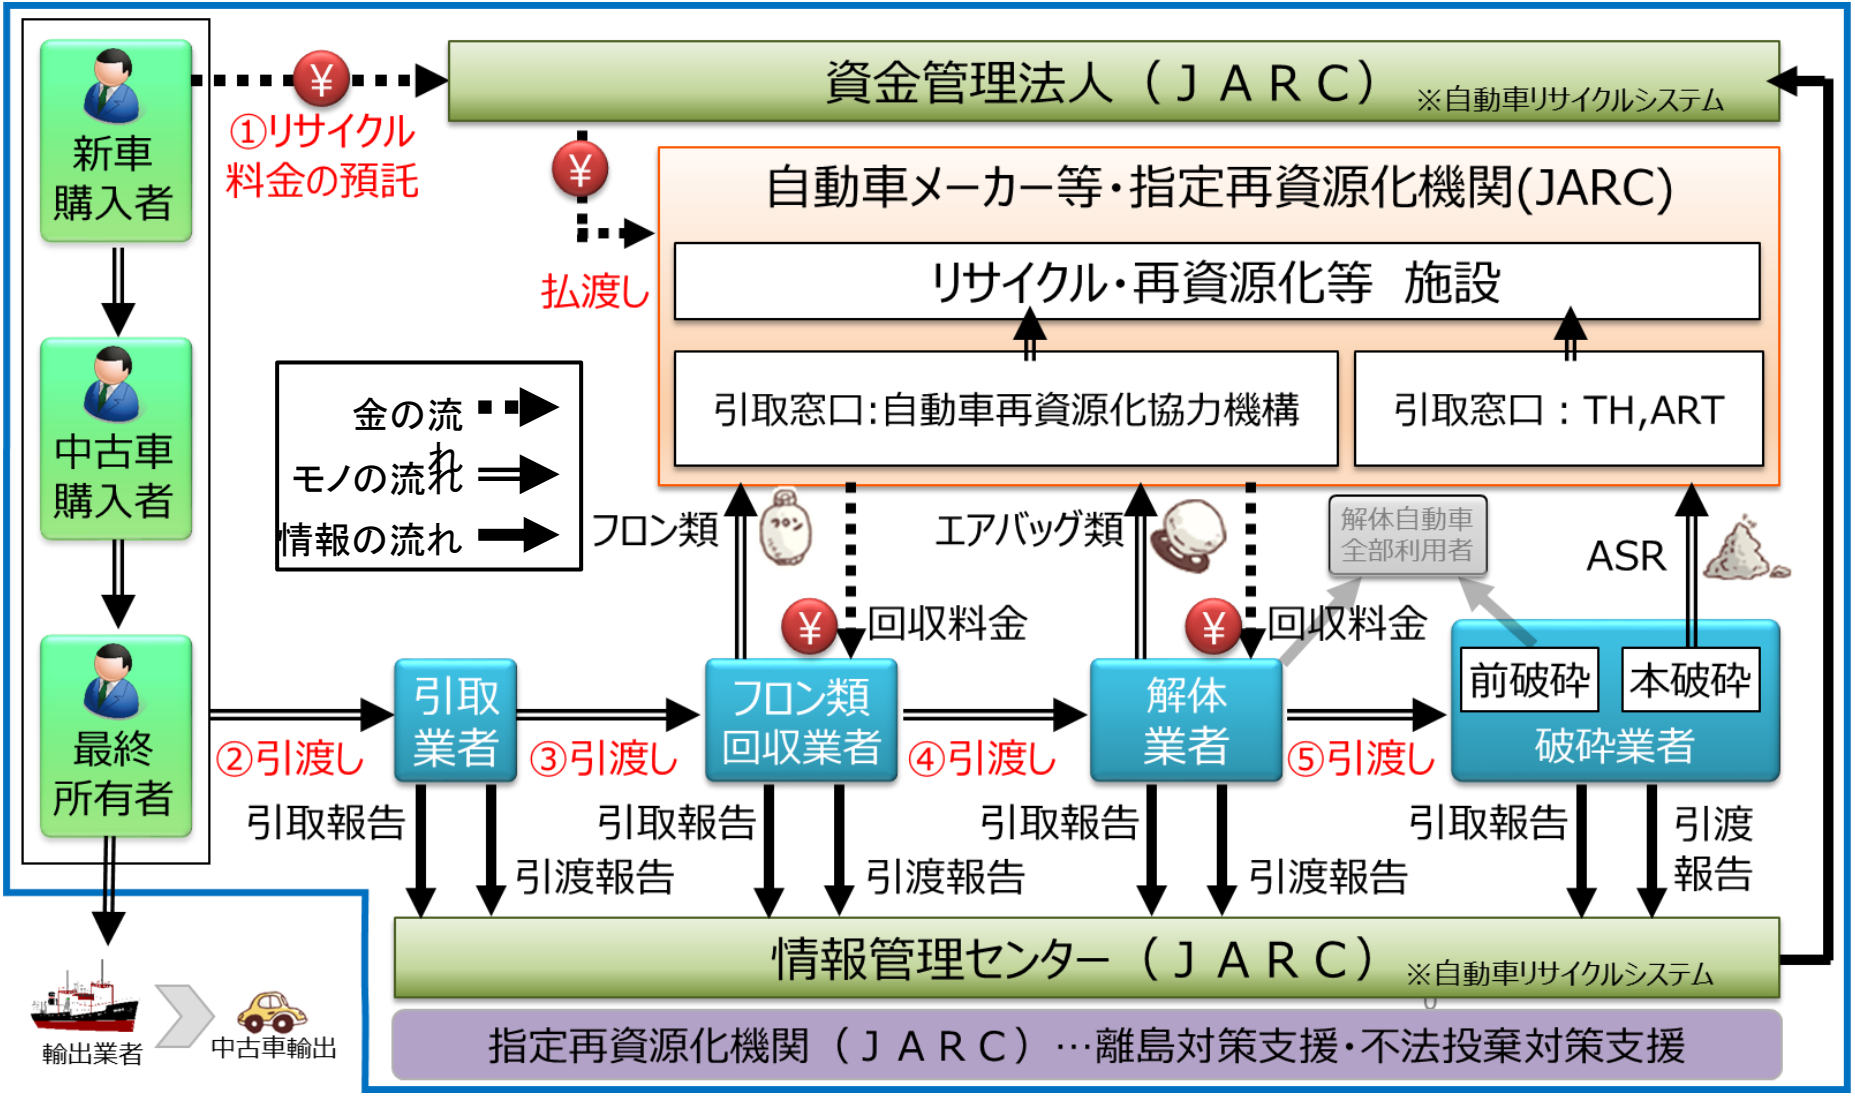 新車
購入者
¥
①リサイクル
料金の預託
資金管理法人（ＪＡＲＣ）
※自動車リサイクルシステム
¥
払渡し
自動車メーカー等・指定再資源化機関(JARC)
リサイクル・再資源化等　施設
引取窓口:自動車再資源化協力機構
引取窓口：TH,ART
中古車
購入者
金の流
れ
モノの流れ
情報の流れ
フロン類
フロン
エアバッグ類
解体自動車
全部利用者
ASR
¥
回収料金
¥
回収料金
最終
所有者
②引渡し
引取
業者
③引渡し
フロン類
回収業者
④引渡し
解体
業者
⑤引渡し
前破砕
本破砕
破砕業者
引取報告
引渡報告
引取報告
引渡報告
引取報告
引渡報告
引取報告
引渡
報告
情報管理センター（ＪＡＲＣ）
※自動車リサイクルシステム
輸出業者
中古車輸出
指定再資源化機関（ＪＡＲＣ）…離島対策支援・不法投棄対策支援